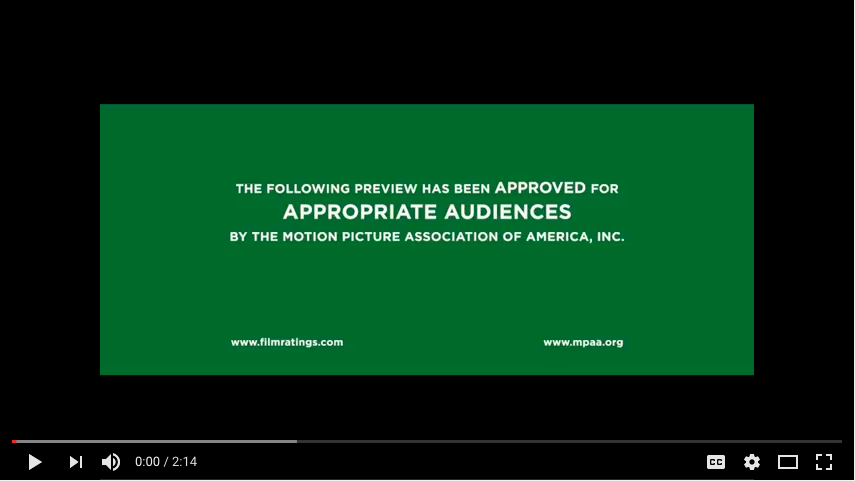 THE FOLLOWING PREVIEW HAS BEEN APPROVED FOR
APPROPRIATE AUDIENCES
BY THE MOTION PICTURE ASSOCIATION OF AMERICA, INC.
www.filmratings.com
www.mpaa.org
0:00 / 2:14
CC